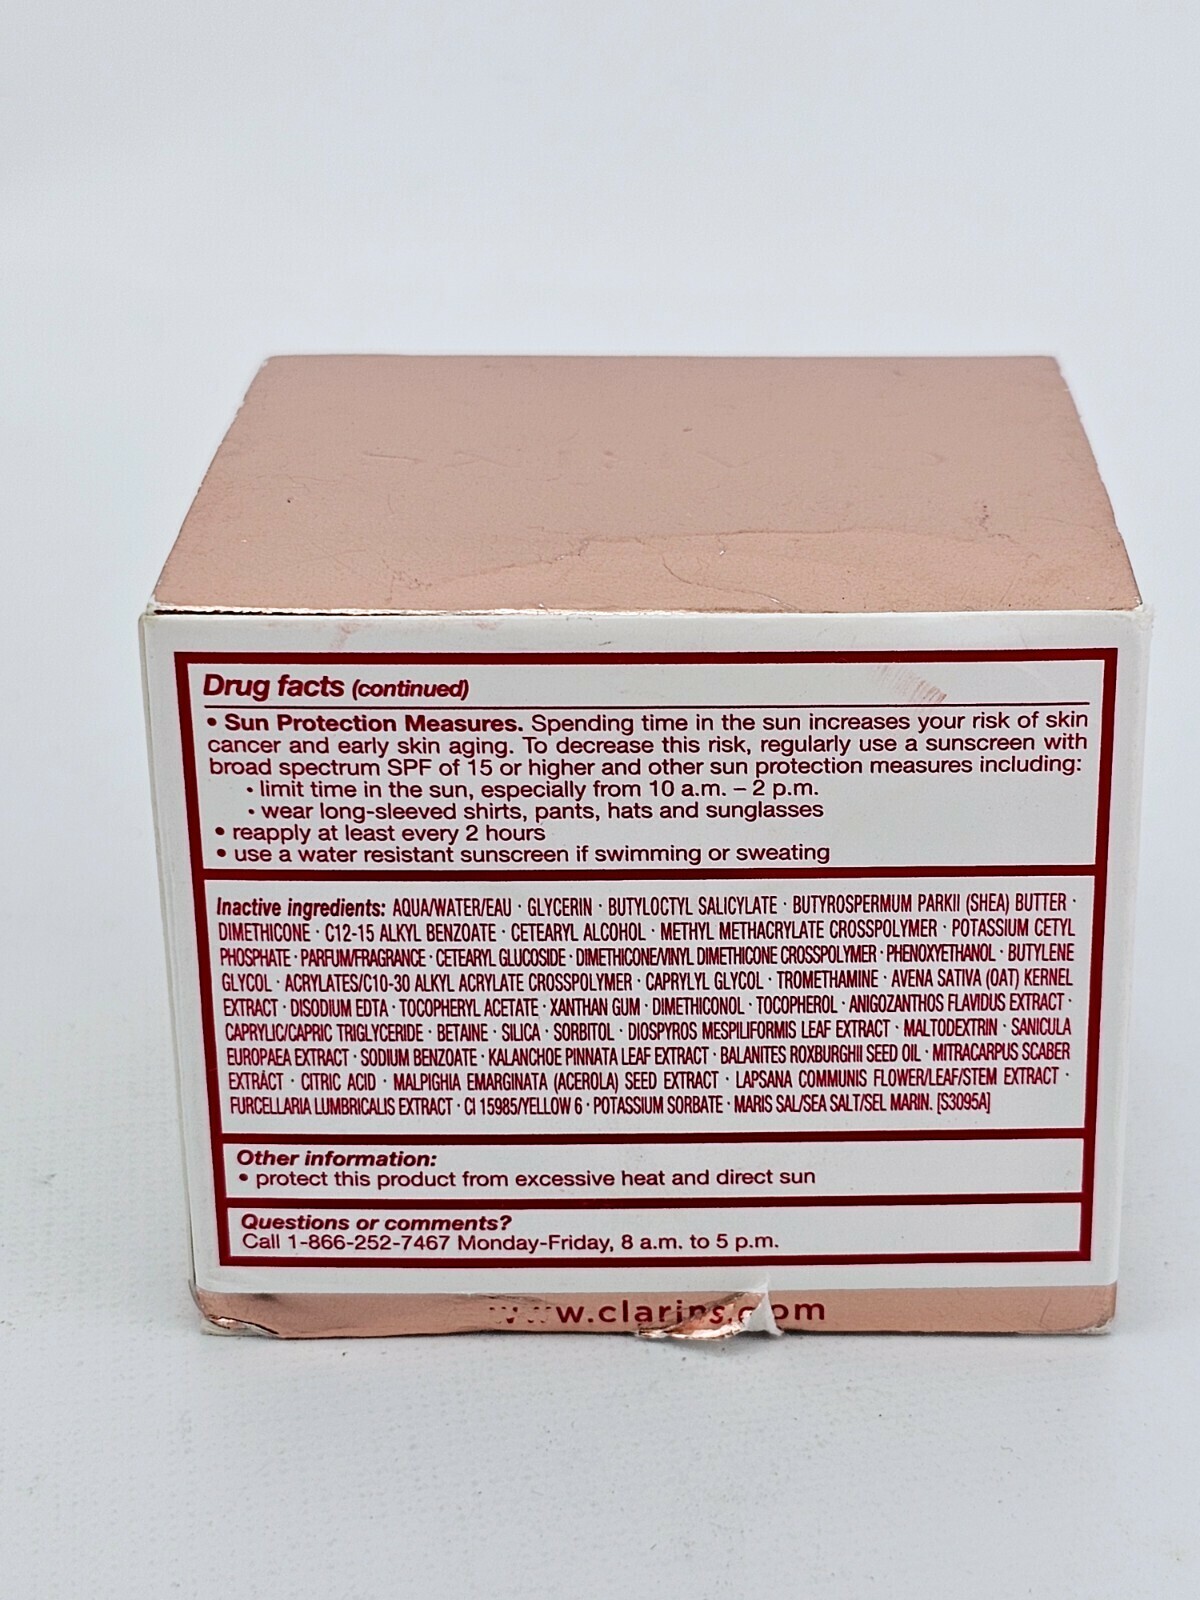 Drug facts (continued)
• Sun Protection Measures. Spending time in the sun increases your risk of skin
cancer and early skin aging. To decrease this risk, regularly use a sunscreen with
broad spectrum SPF of 15 or higher and other sun protection measures including:
• limit time in the sun, especially from 10 a.m. – 2 p.m.
• wear long-sleeved shirts, pants, hats and sunglasses
• reapply at least every 2 hours
• use a water resistant sunscreen if swimming or sweating
Inactive ingredients: AQUA/WATER/EAU · GLYCERIN · BUTYLOCTYL SALICYLATE · BUTYROSPERMUM PARKII (SHEA) BUTTER ·
DIMETHICONE · C12-15 ALKYL BENZOATE · CETEARYL ALCOHOL · METHYL METHACRYLATE CROSSPOLYMER · POTASSIUM CETYL
PHOSPHATE · PARFUM/FRAGRANCE · CETEARYL GLUCOSIDE · DIMETHICONE/VINYL DIMETHICONE CROSSPOLYMER · PHENOXYETHANOL · BUTYLENE
GLYCOL · ACRYLATES/C10-30 ALKYL ACRYLATE CROSSPOLYMER · CAPRYLYL GLYCOL · TROMETHAMINE · AVENA SATIVA (OAT) KERNEL
EXTRACT · DISODIUM EDTA · TOCOPHERYL ACETATE · XANTHAN GUM · DIMETHICONOL · TOCOPHEROL · ANIGOZANTHOS FLAVIDUS EXTRACT ·
CAPRYLIC/CAPRIC TRIGLYCERIDE · BETAINE · SILICA · SORBITOL · DIOSPYROS MESPILIFORMIS LEAF EXTRACT · MALTODEXTRIN · SANICULA
EUROPAEA EXTRACT · SODIUM BENZOATE · KALANCHOE PINNATA LEAF EXTRACT · BALANITES ROXBURGHII SEED OIL · MITRACARPUS SCABER
EXTRACT · CITRIC ACID · MALPIGHIA EMARGINATA (ACEROLA) SEED EXTRACT · LAPSANA COMMUNIS FLOWER/LEAF/STEM EXTRACT ·
FURCELLARIA LUMBRICALIS EXTRACT · CI 15985/YELLOW 6 · POTASSIUM SORBATE · MARIS SAL/SEA SALT/SEL MARIN. [S3095A]
Other information:
• protect this product from excessive heat and direct sun
Questions or comments?
Call 1-866-252-7467 Monday-Friday, 8 a.m. to 5 p.m.
www.clarins.com